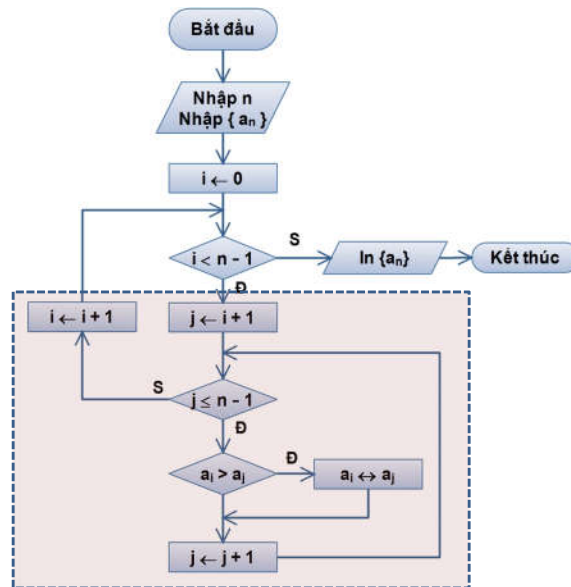 Bắt đầu
Nhập n
Nhập { aₙ }
i ← 0
i < n - 1
S
In {aₙ}
Kết thúc
Đ
i ← i + 1
j ← i + 1
S
j ≤ n - 1
Đ
aᵢ > aⱼ
Đ
aᵢ ↔ aⱼ
j ← j + 1